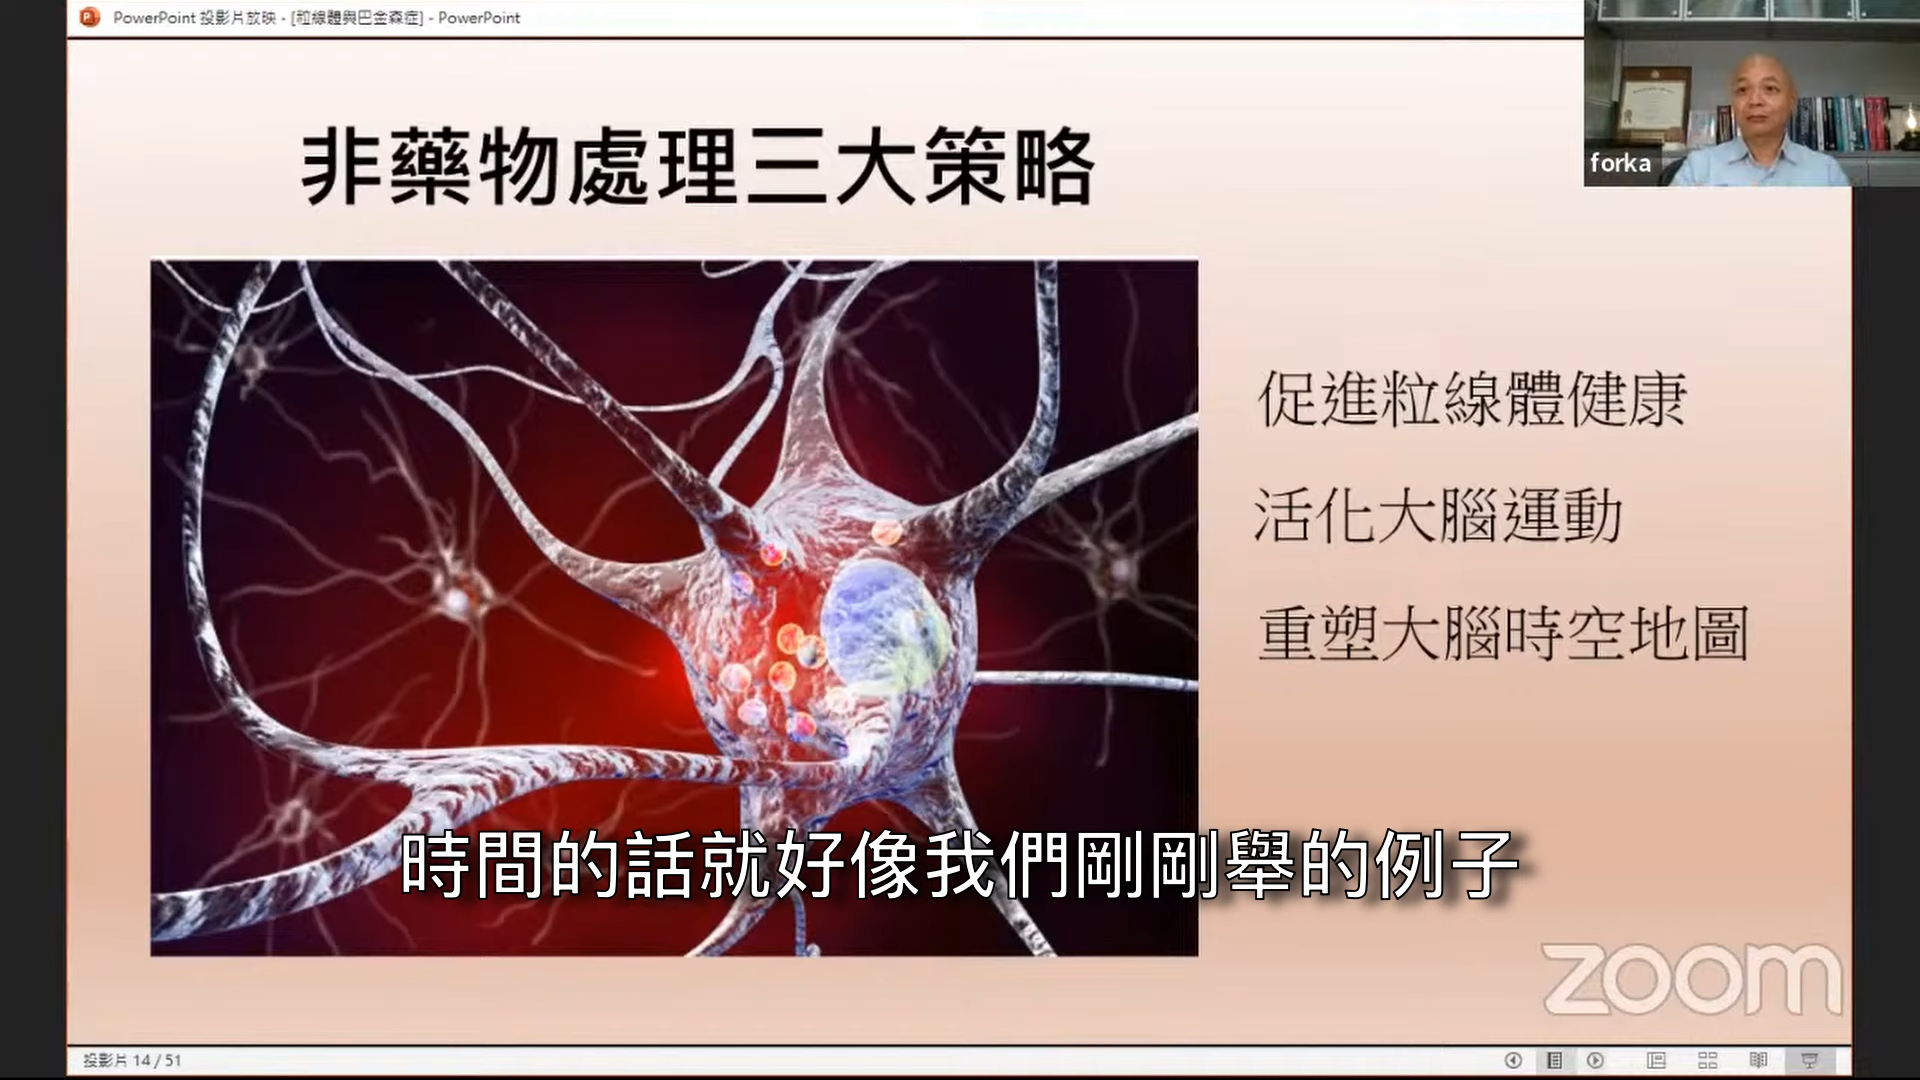 PowerPoint 投影片放映 - [粒線體與巴金森症] - PowerPoint
forka
非藥物處理三大策略
促進粒線體健康
活化大腦運動
重塑大腦時空地圖
時間的話就好像我們剛剛舉的例子
zoom
投影片 14 / 51